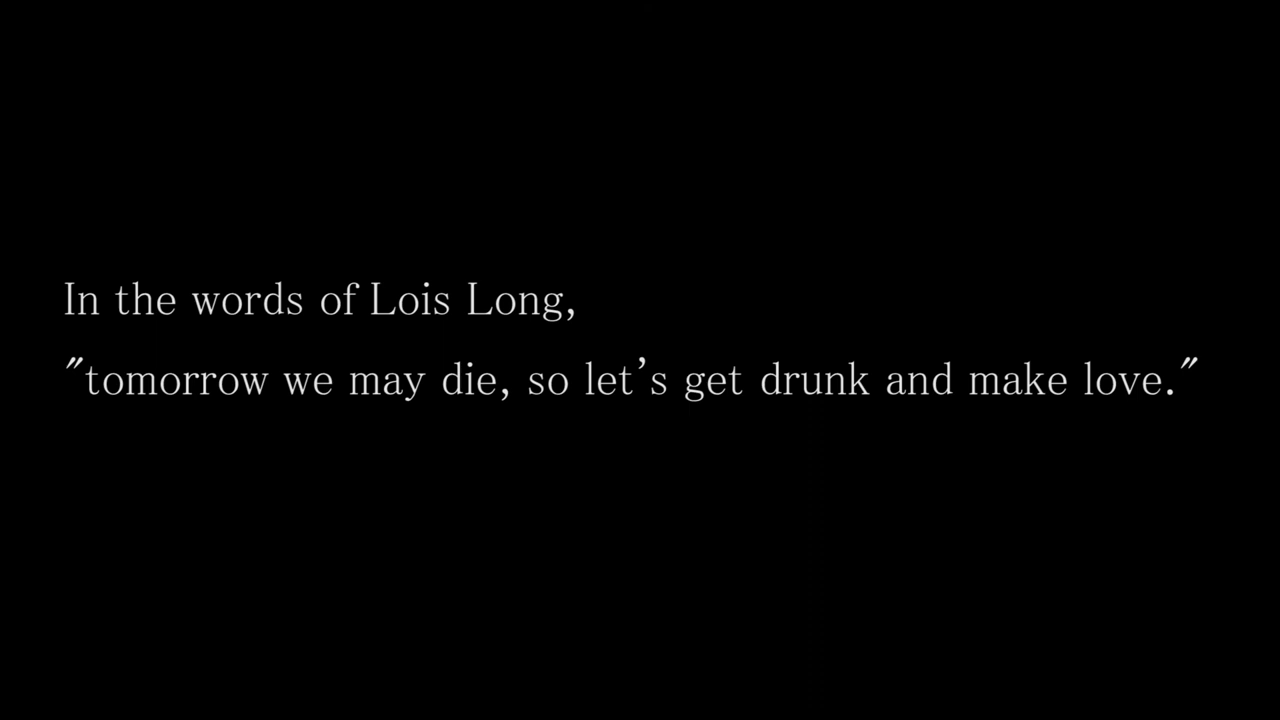 In the words of Lois Long,
"tomorrow we may die, so let's get drunk and make love."